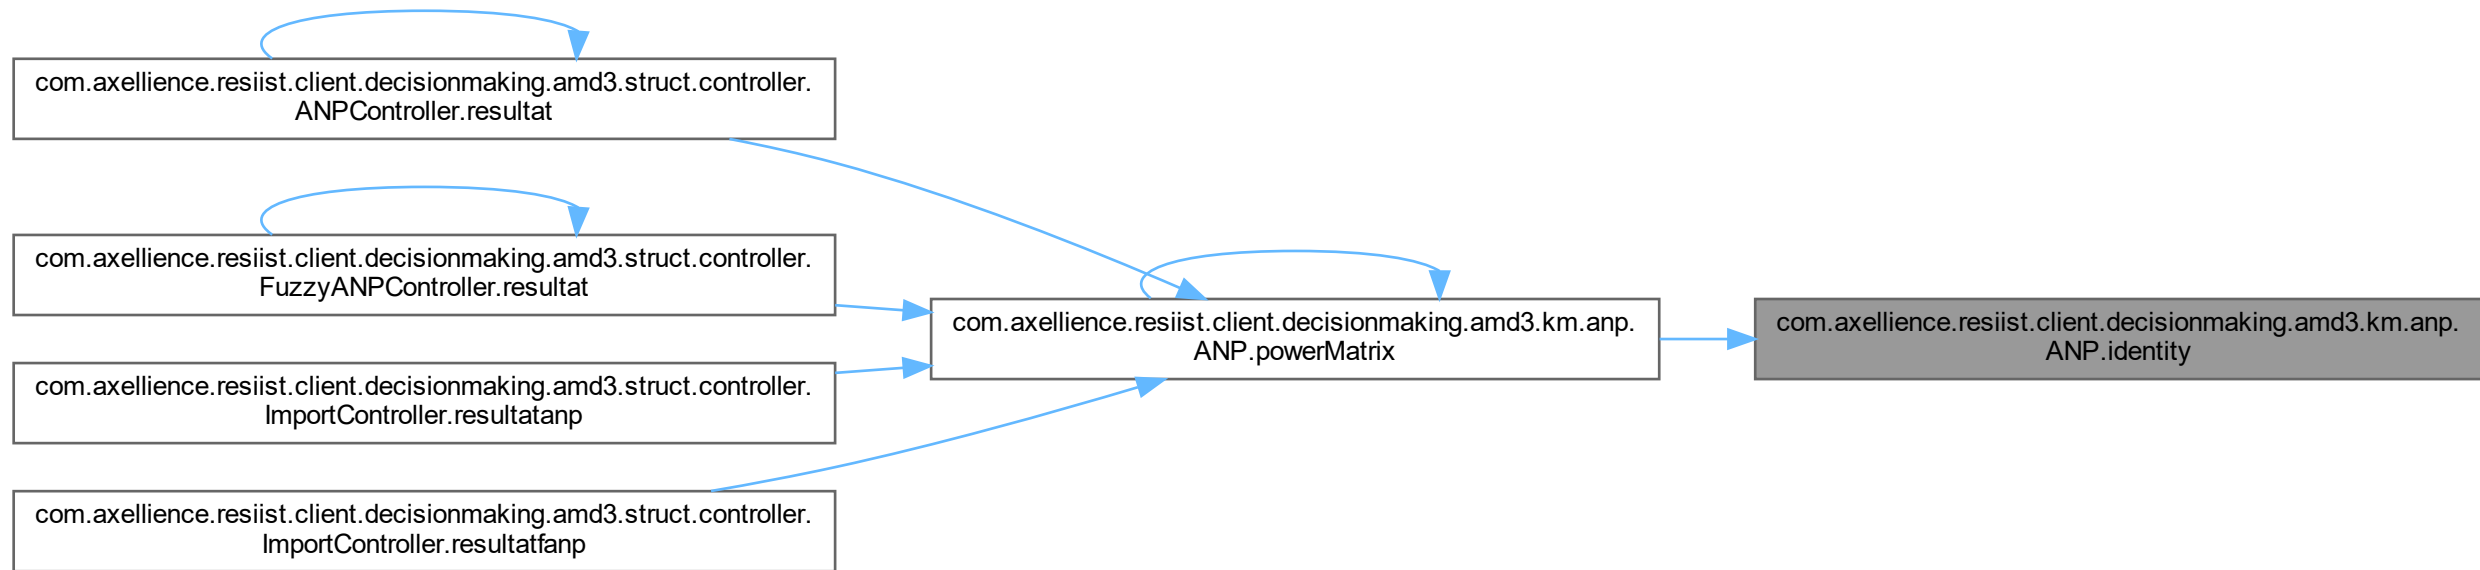 com.axellience.resiist.client.decisionmaking.amd3.struct.controller.
ANPController.resultat
com.axellience.resiist.client.decisionmaking.amd3.struct.controller.
FuzzyANPController.resultat
com.axellience.resiist.client.decisionmaking.amd3.struct.controller.
ImportController.resultatanp
com.axellience.resiist.client.decisionmaking.amd3.struct.controller.
ImportController.resultatfanp
com.axellience.resiist.client.decisionmaking.amd3.km.anp.
ANP.powerMatrix
com.axellience.resiist.client.decisionmaking.amd3.km.anp.
ANP.identity